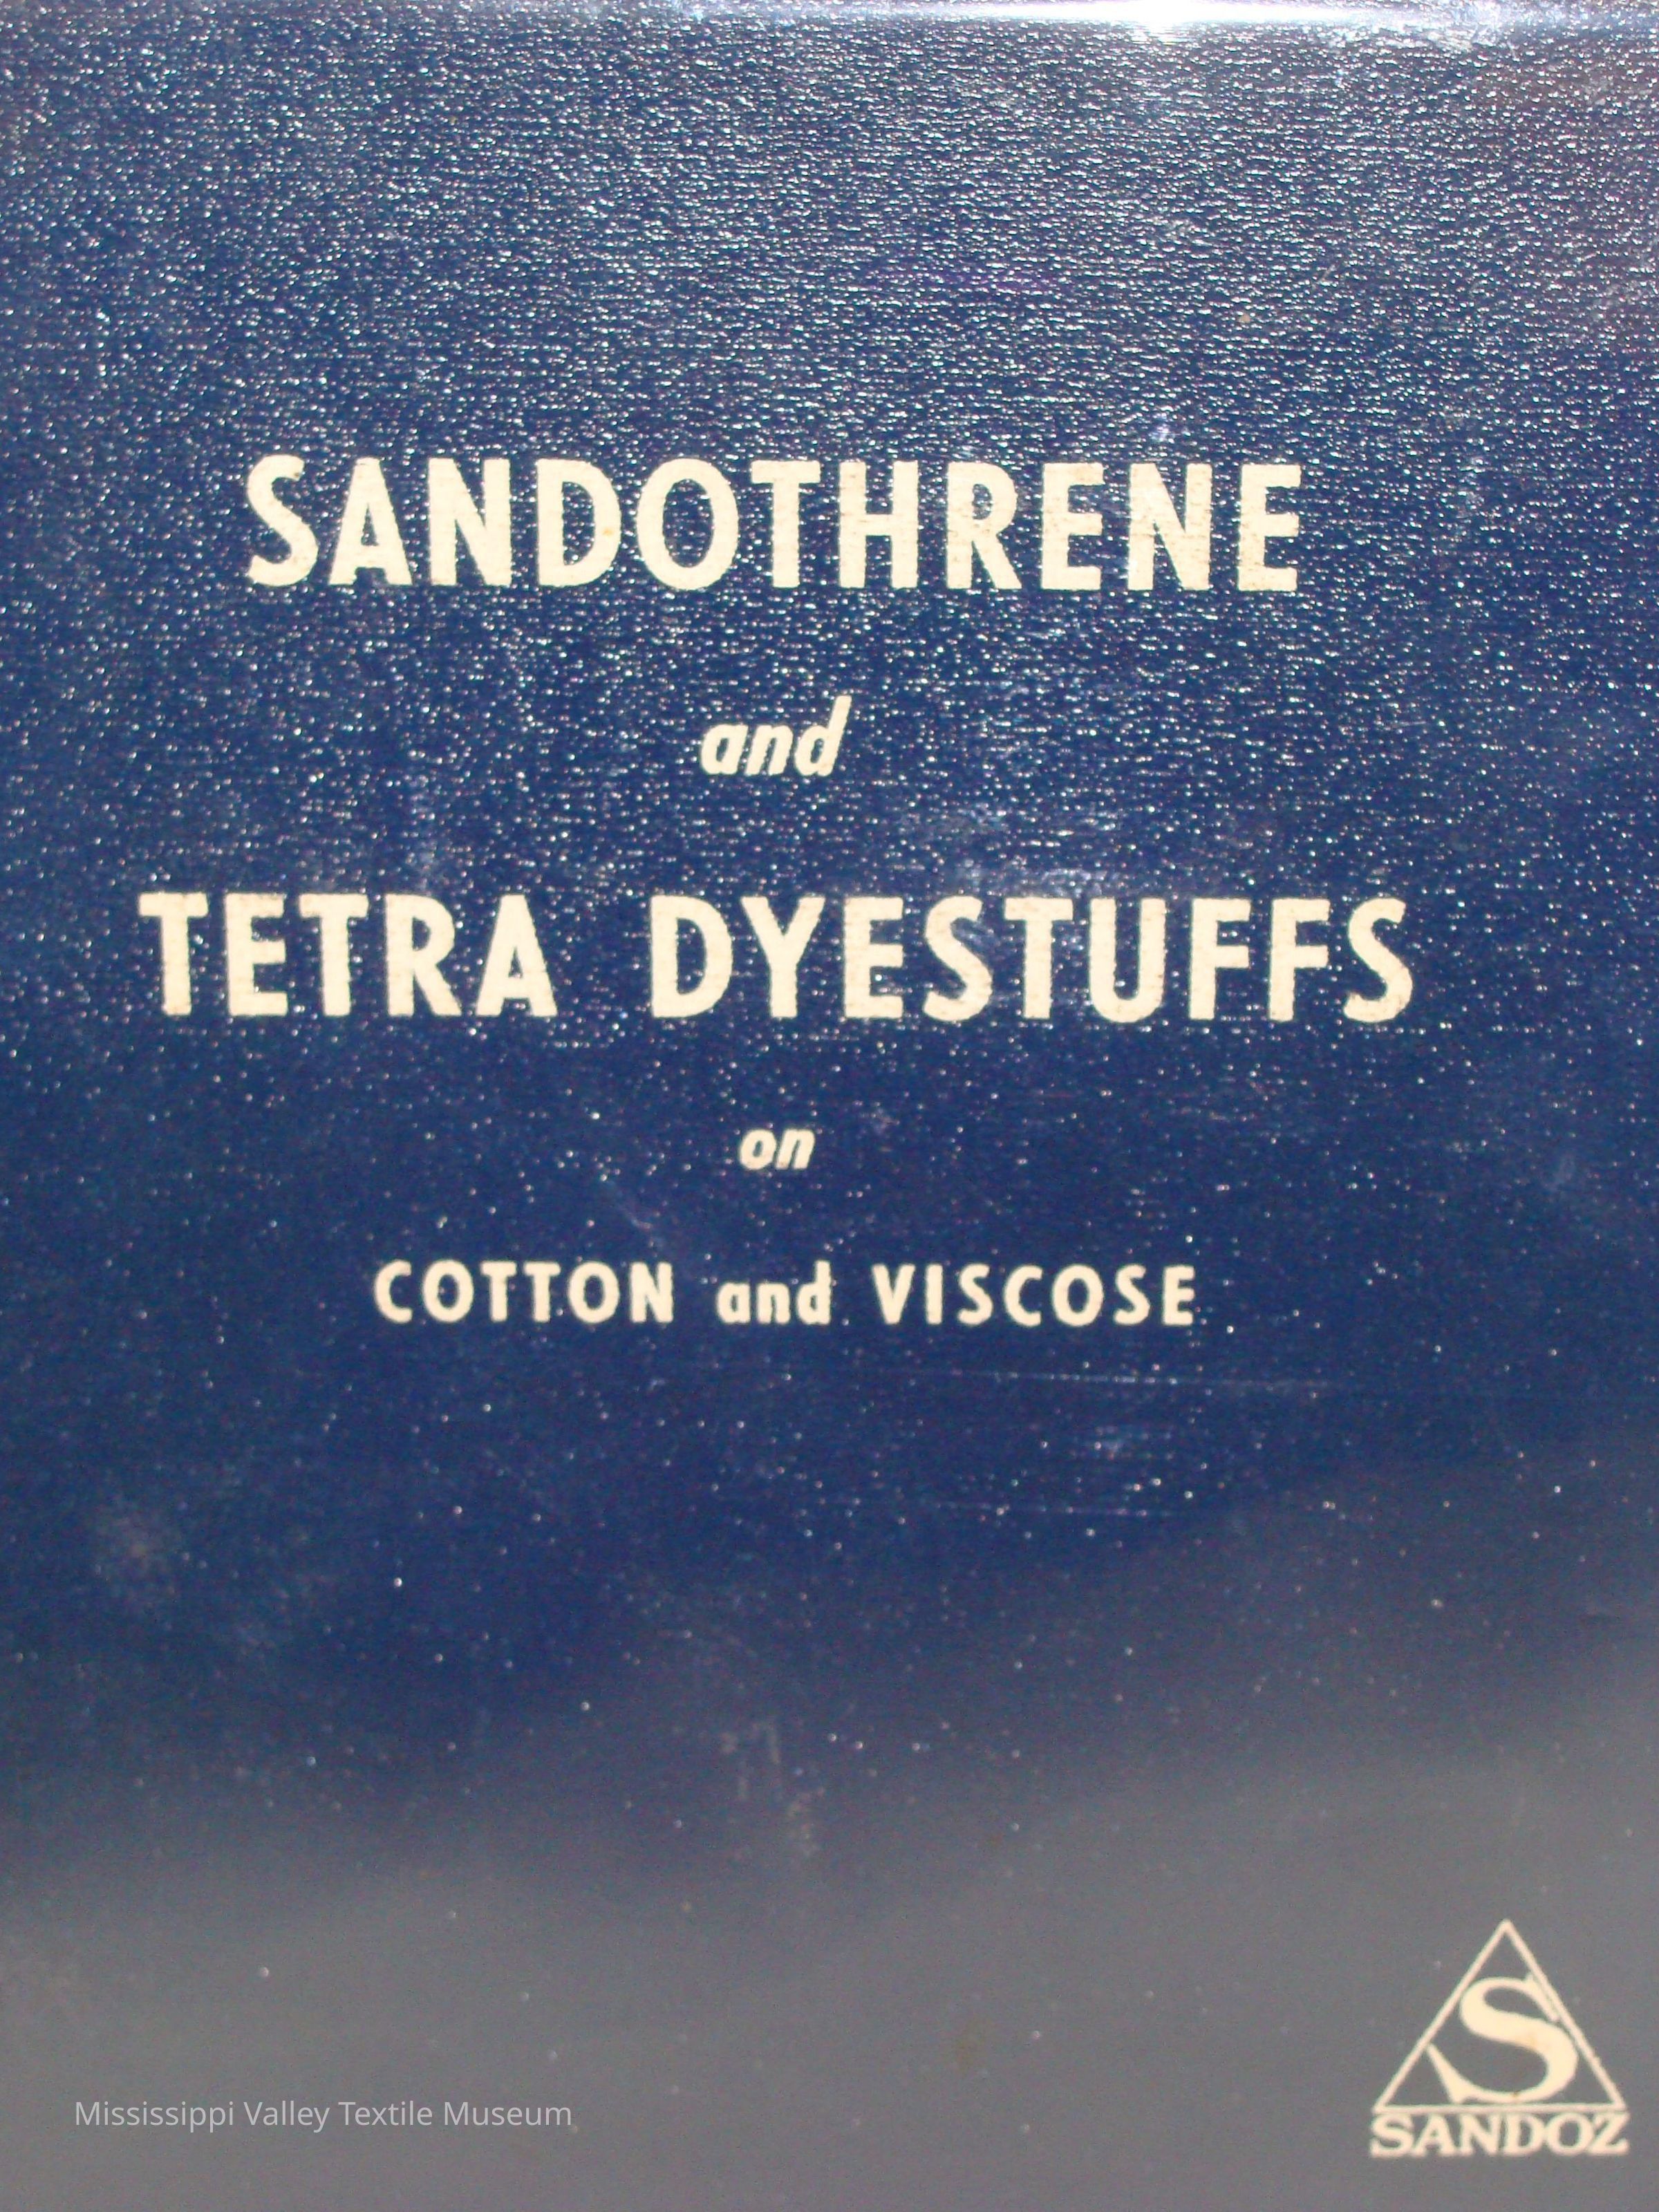 SANDOTHRENE
and
TETRA DYESTUFFS
on
COTTON and VISCOSE
S
SANDOZ
Mississippi Valley Textile Museum